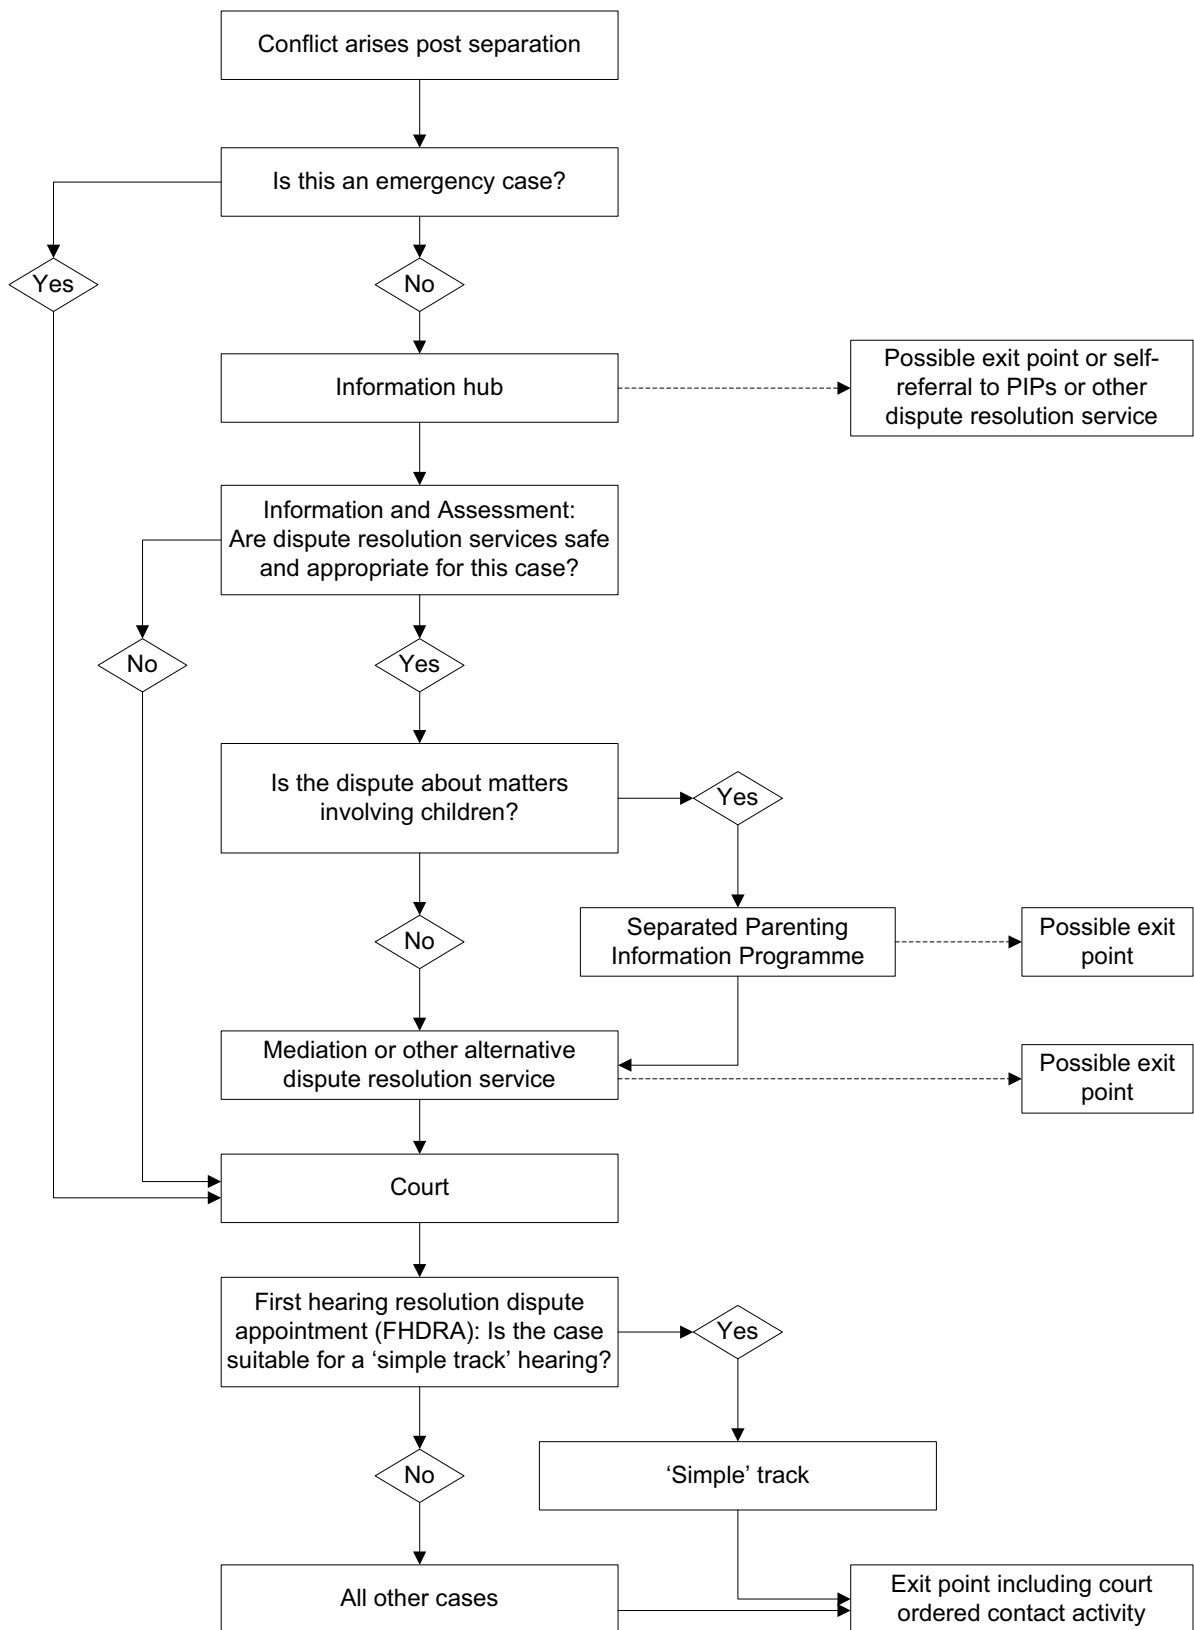 Conflict arises post separation
Is this an emergency case?
Yes
No
Information hub
Possible exit point or self-
referral to PIPs or other
dispute resolution service
Information and Assessment:
Are dispute resolution services safe
and appropriate for this case?
No
Yes
Is the dispute about matters
involving children?
Yes
Separated Parenting
Information Programme
Possible exit
point
No
Mediation or other alternative
dispute resolution service
Possible exit
point
Court
First hearing resolution dispute
appointment (FHDRA): Is the case
suitable for a ‘simple track’ hearing?
Yes
No
‘Simple’ track
All other cases
Exit point including court
ordered contact activity